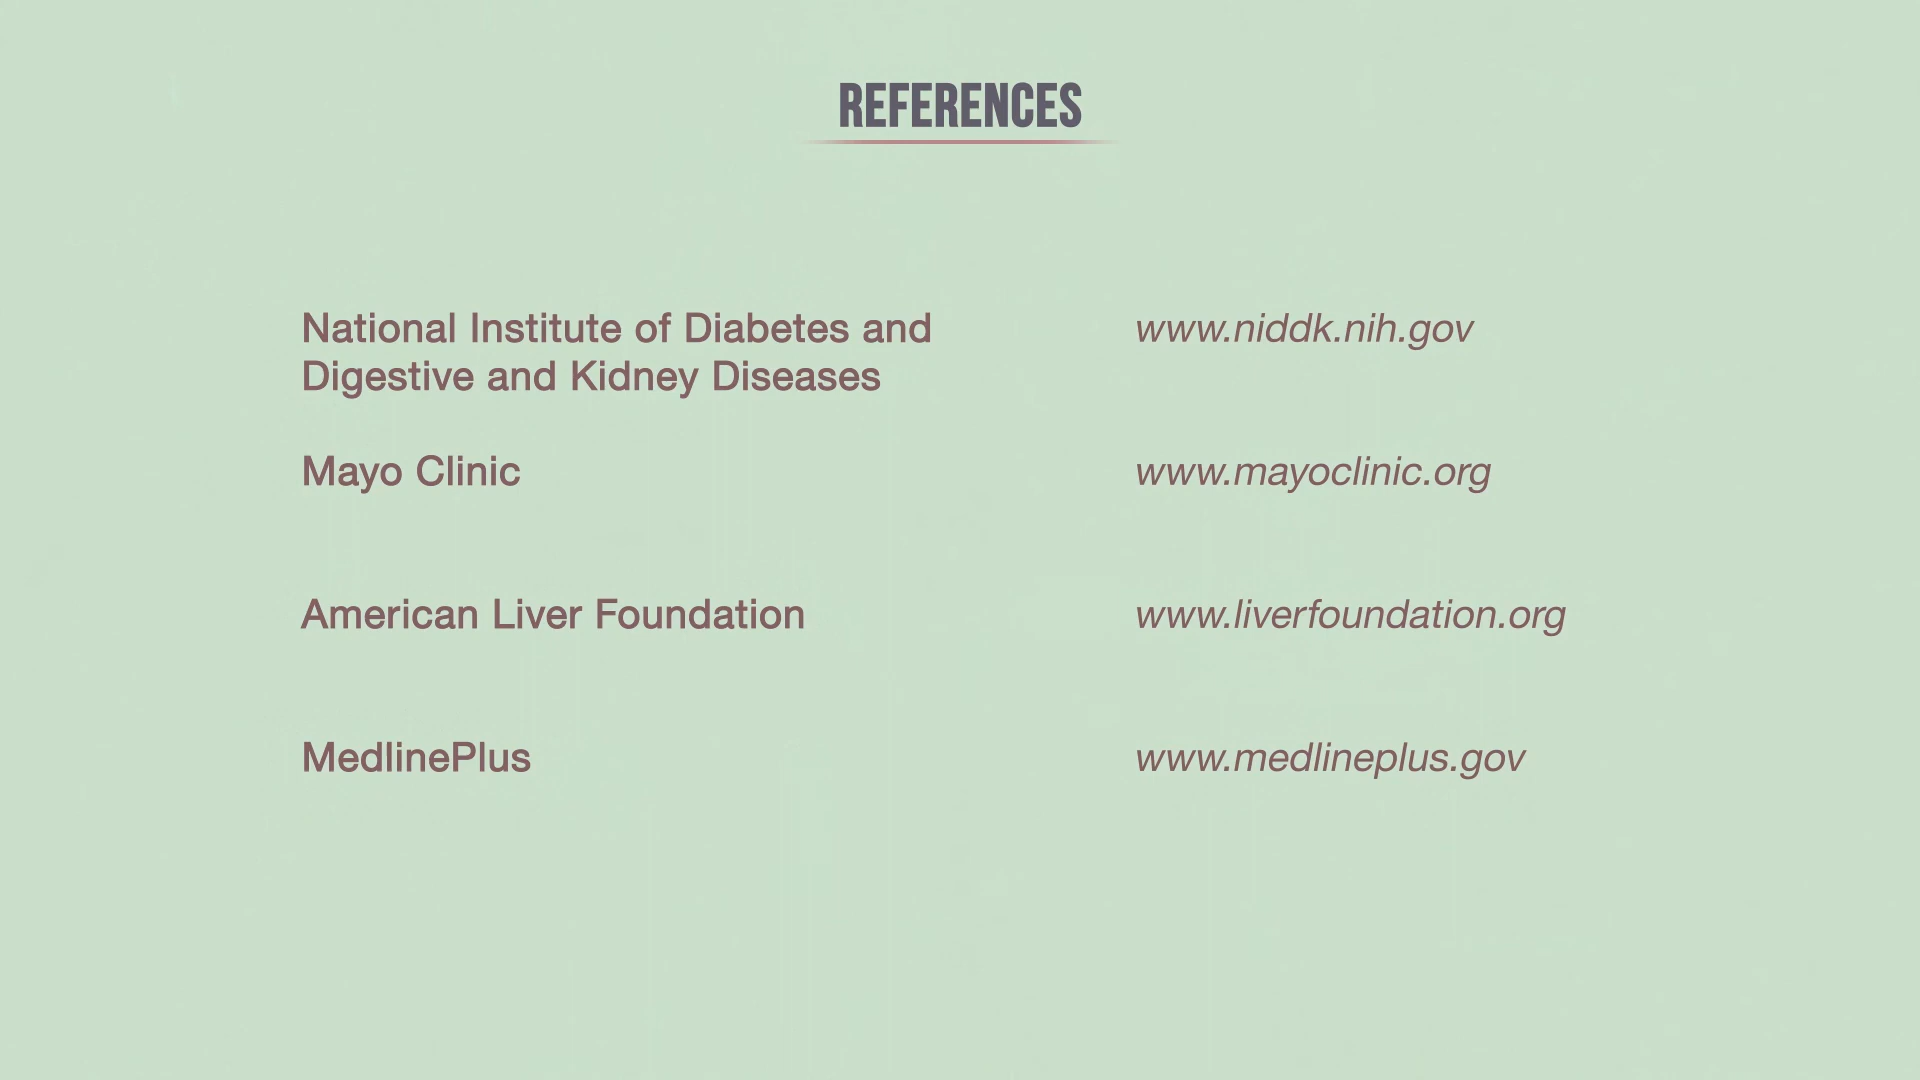 REFERENCES
National Institute of Diabetes and
Digestive and Kidney Diseases
www.niddk.nih.gov
Mayo Clinic
www.mayoclinic.org
American Liver Foundation
www.liverfoundation.org
MedlinePlus
www.medlineplus.gov